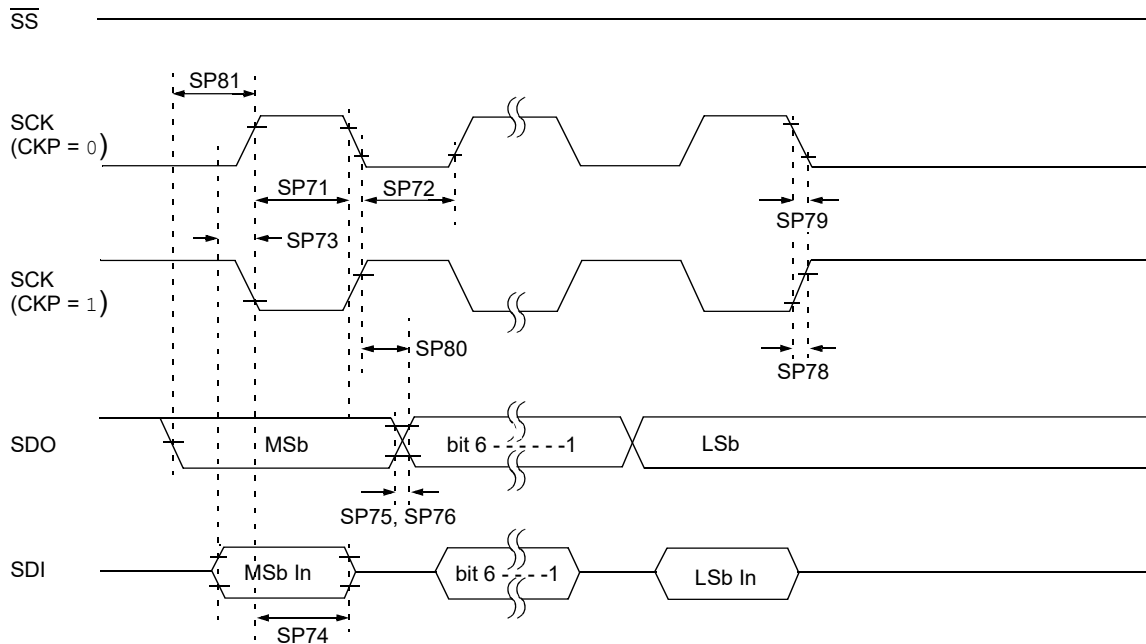 SS
SP81
SCK
(CKP = 0)
SP71
SP72
SP79
SP73
SCK
(CKP = 1)
SP80
SP78
SDO
MSb
bit 6 - - - - - - -1
LSb
SP75, SP76
SDI
MSb In
bit 6 - - - - - -1
LSb In
SP74